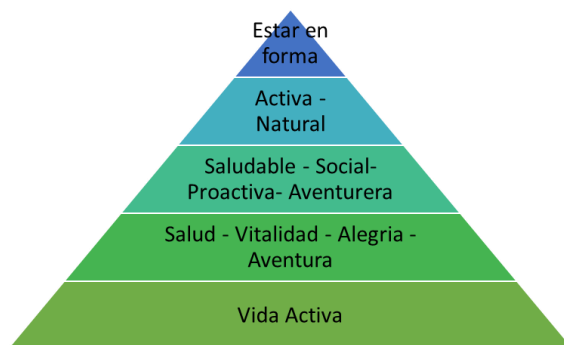 Estar en
forma
Activa -
Natural
Saludable - Social-
Proactiva- Aventurera
Salud - Vitalidad - Alegria -
Aventura
Vida Activa